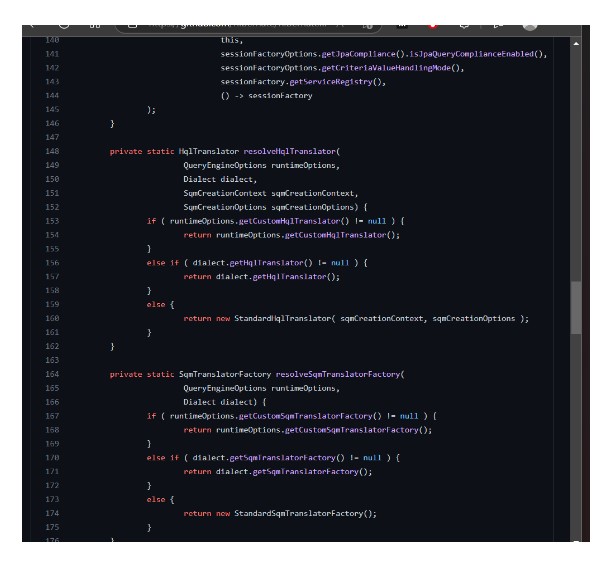 140 this,
141 sessionFactoryOptions.getJpaCompliance().isJpaQueryComplianceEnabled(),
142 sessionFactoryOptions.getCriteriaValueHandlingMode(),
143 sessionFactory.getServiceRegistry(),
144 () -> sessionFactory
145 );
146 }
147
148 private static HqlTranslator resolveHqlTranslator(
149 QueryEngineOptions runtimeOptions,
150 Dialect dialect,
151 SqmCreationContext sqmCreationContext,
152 SqmCreationOptions sqmCreationOptions) {
153 if ( runtimeOptions.getCustomHqlTranslator() != null ) {
154 return runtimeOptions.getCustomHqlTranslator();
155 }
156 else if ( dialect.getHqlTranslator() != null ) {
157 return dialect.getHqlTranslator();
158 }
159 else {
160 return new StandardHqlTranslator( sqmCreationContext, sqmCreationOptions );
161 }
162 }
163
164 private static SqmTranslatorFactory resolveSqmTranslatorFactory(
165 QueryEngineOptions runtimeOptions,
166 Dialect dialect) {
167 if ( runtimeOptions.getCustomSqmTranslatorFactory() != null ) {
168 return runtimeOptions.getCustomSqmTranslatorFactory();
169 }
170 else if ( dialect.getSqmTranslatorFactory() != null ) {
171 return dialect.getSqmTranslatorFactory();
172 }
173 else {
174 return new StandardSqmTranslatorFactory();
175 }
176 }